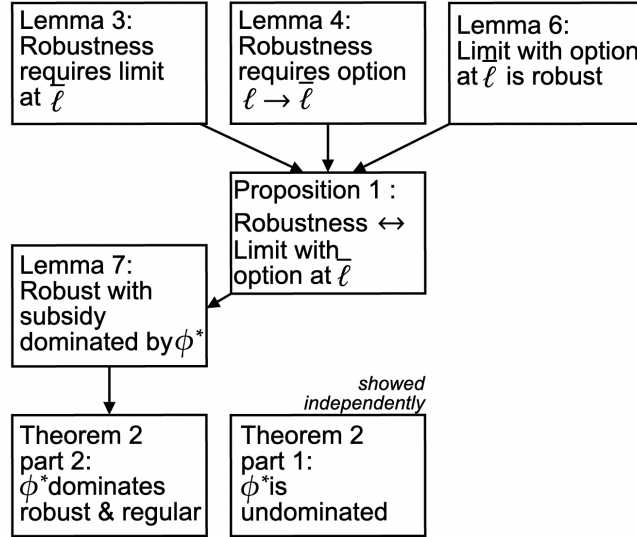 Lemma 3:
Robustness
requires limit
at ℓ̅
Lemma 4:
Robustness
requires option
ℓ → ℓ̅
Lemma 6:
Limit with option
at ℓ̅ is robust
Proposition 1 :
Robustness ↔
Limit with
option at ℓ̅
Lemma 7:
Robust with
subsidy
dominated by ϕ*
showed
independently
Theorem 2
part 2:
ϕ* dominates
robust & regular
Theorem 2
part 1:
ϕ* is
undominated